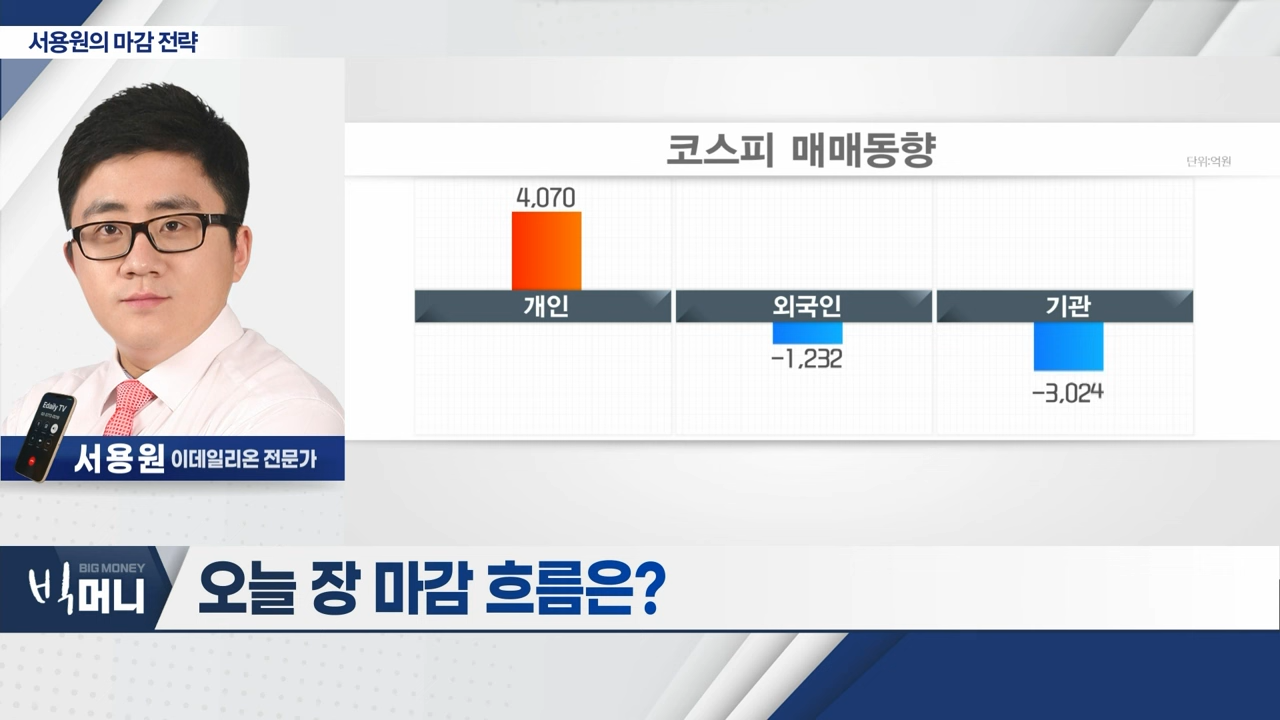 서용원의 마감 전략
코스피 매매동향
단위:억원
4,070
개인
외국인
기관
-1,232
-3,024
Edaily TV
서용원 이데일리온 전문가
BIG MONEY
빅머니
오늘 장 마감 흐름은?